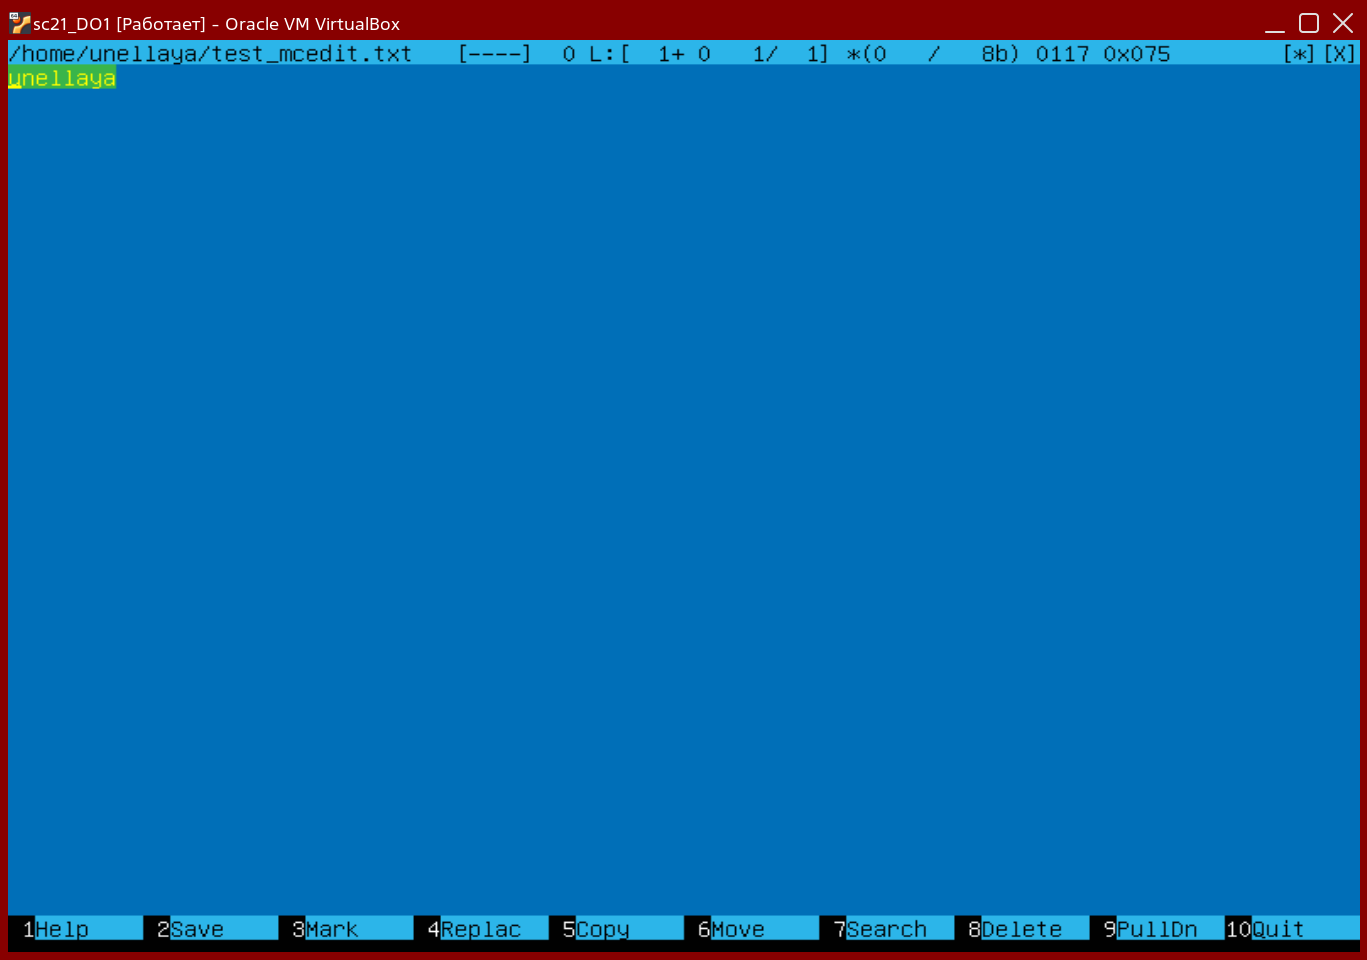 sc21_DO1 [Работает] - Oracle VM VirtualBox
/home/unellaya/test_mcedit.txt [----] 0 L:[ 1+ 0 1/ 1] *(0 / 8b) 0117 0x075 [*][X]
unellaya
1Help 2Save 3Mark 4Replac 5Copy 6Move 7Search 8Delete 9PullDn 10Quit